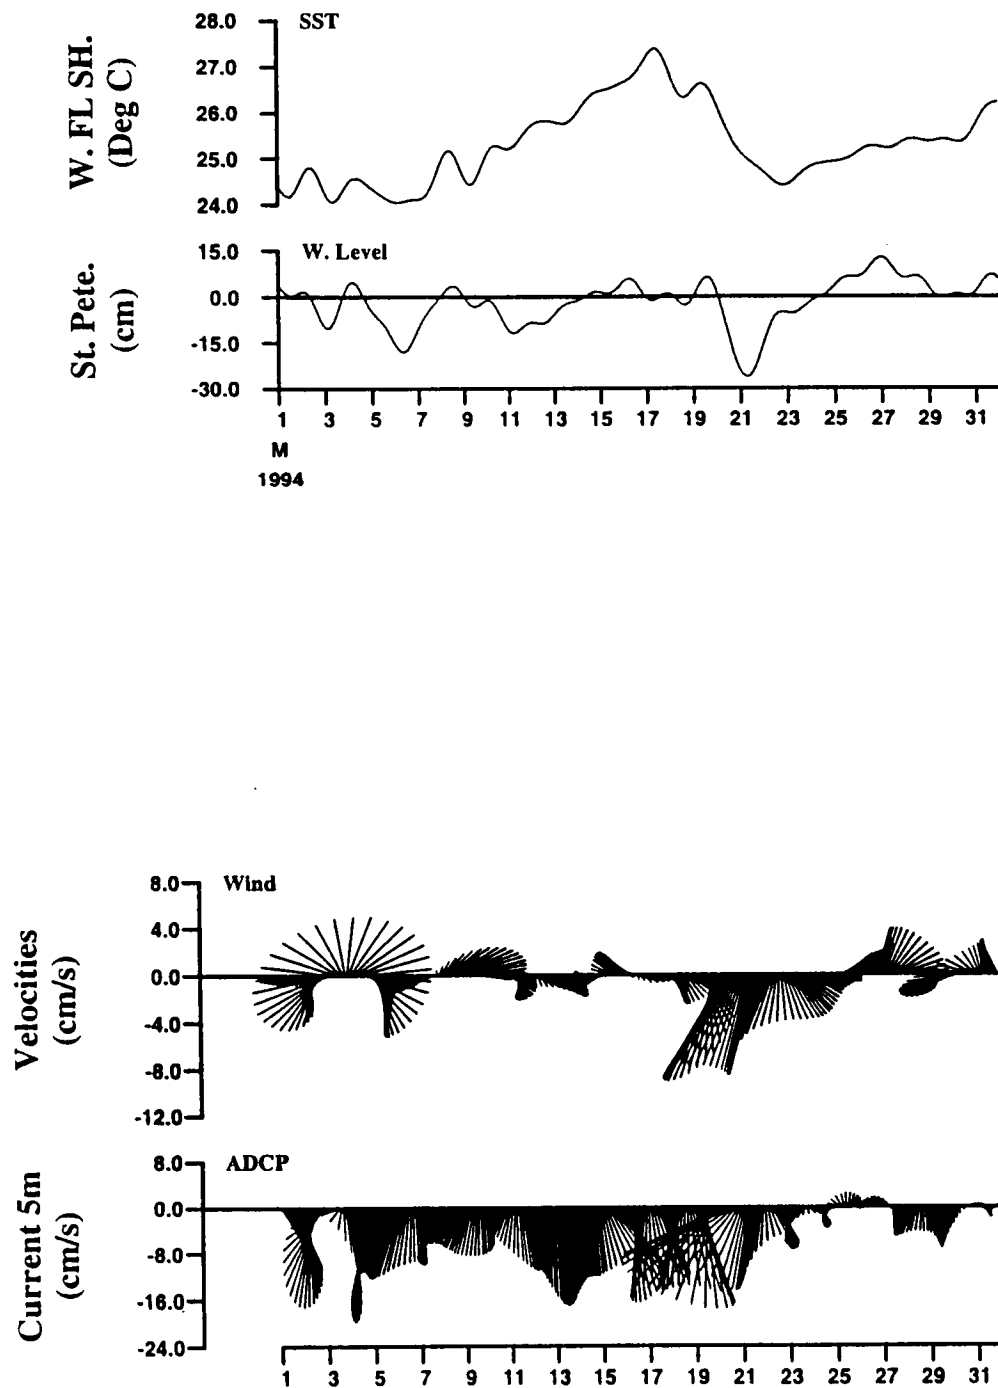 28.0
SST
27.0
26.0
25.0
24.0
W. FL SH.
(Deg C)
15.0
W. Level
0.0
-15.0
-30.0
St. Pete.
(cm)
1 3 5 7 9 11 13 15 17 19 21 23 25 27 29 31
M
1994
8.0
Wind
4.0
0.0
-4.0
-8.0
-12.0
Velocities
(cm/s)
8.0
ADCP
0.0
-8.0
-16.0
-24.0
Current 5m
(cm/s)
1 3 5 7 9 11 13 15 17 19 21 23 25 27 29 31